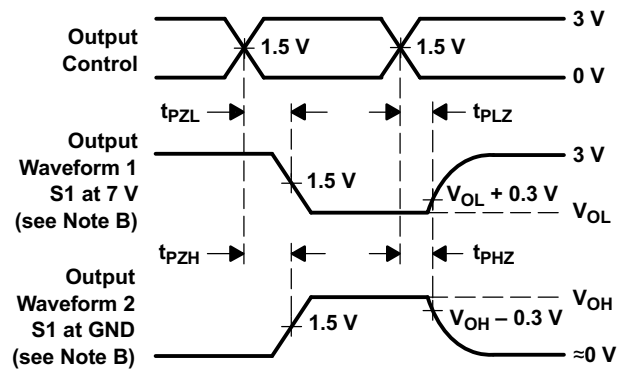 3 V
Output
Control
1.5 V
1.5 V
0 V
tPZL
tPLZ
Output
Waveform 1
S1 at 7 V
(see Note B)
3 V
1.5 V
VOL + 0.3 V
VOL
tPZH
tPHZ
Output
Waveform 2
S1 at GND
(see Note B)
VOH
1.5 V
VOH – 0.3 V
≈0 V